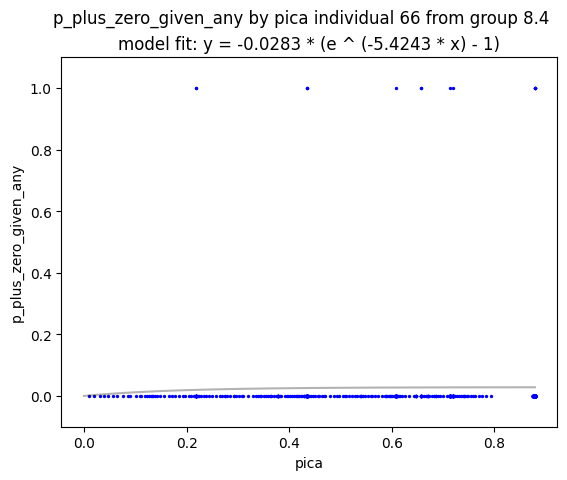 p_plus_zero_given_any by pica individual 66 from group 8.4
model fit: y = -0.0283 * (e ^ (-5.4243 * x) - 1)
p_plus_zero_given_any
1.0
0.8
0.6
0.4
0.2
0.0
0.0 0.2 0.4 0.6 0.8
pica